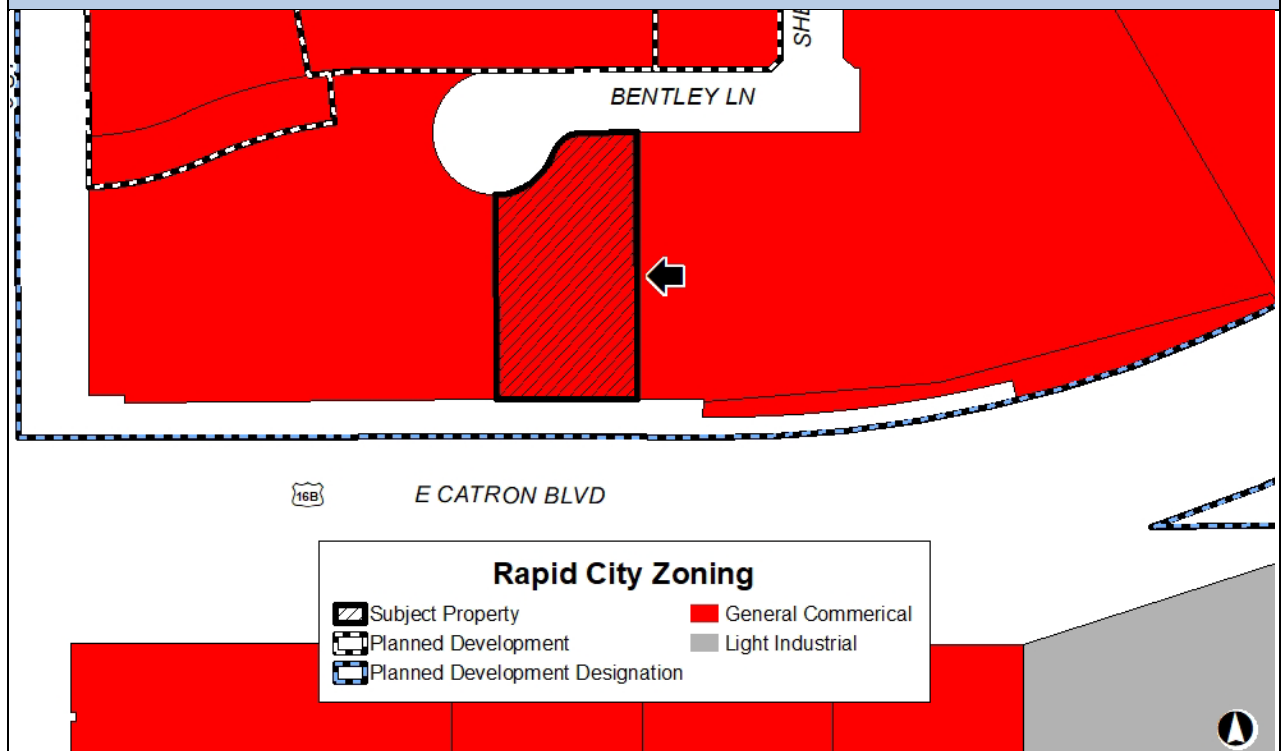 BENTLEY LN
16B
E CATRON BLVD
Rapid City Zoning
Subject Property
General Commerical
Planned Development
Light Industrial
Planned Development Designation